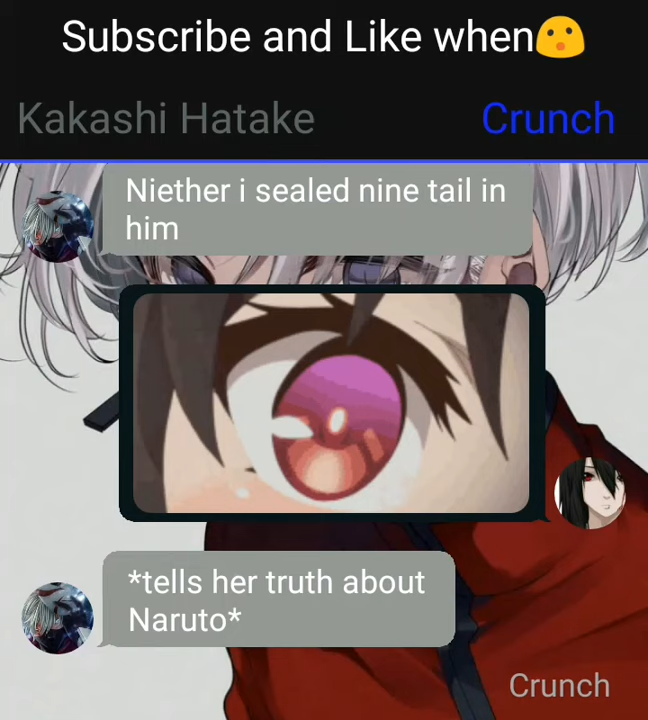 Subscribe and Like when😯
Kakashi Hatake
Crunch
Niether i sealed nine tail in
him
*tells her truth about
Naruto*
Crunch